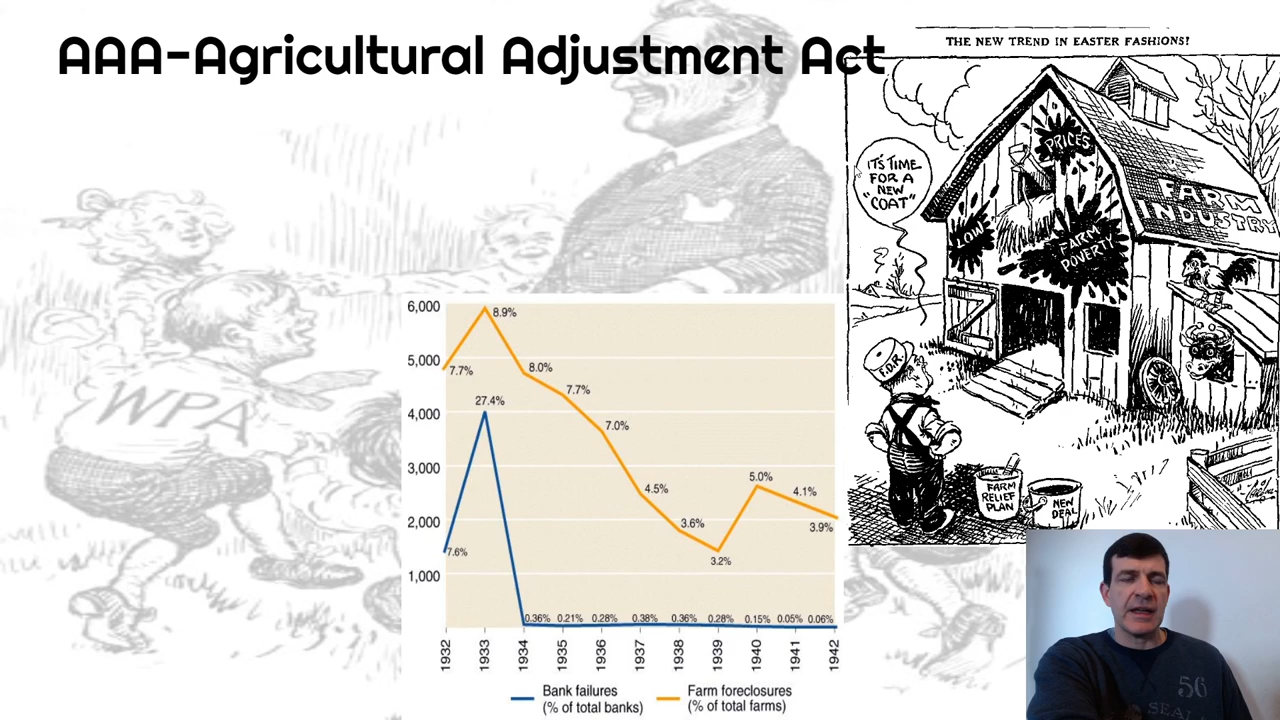 AAA-Agricultural Adjustment Act
THE NEW TREND IN EASTER FASHIONS!
IT'S TIME
FOR A
NEW
"COAT"
PRICES
LOW
FARM
POVERTY
FARM
INDUSTRY
F.D.R.
FARM
RELIEF
PLAN
NEW
DEAL
WPA
6,000
5,000
4,000
3,000
2,000
1,000
7.7%
8.9%
8.0%
7.7%
7.0%
4.5%
3.6%
3.2%
5.0%
4.1%
3.9%
7.6%
27.4%
0.36% 0.21% 0.28% 0.38% 0.36% 0.28% 0.15% 0.05% 0.06%
1932 1933 1934 1935 1936 1937 1938 1939 1940 1941 1942
Bank failures
(% of total banks)
Farm foreclosures
(% of total farms)
56